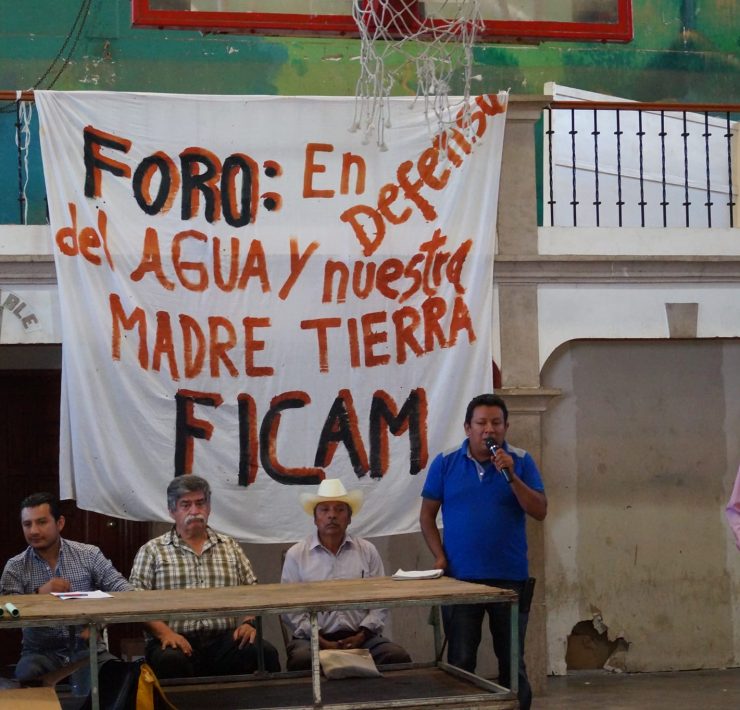 FORO: En Defensa
del AGUA y nuestra
MADRE TIERRA
FICAM